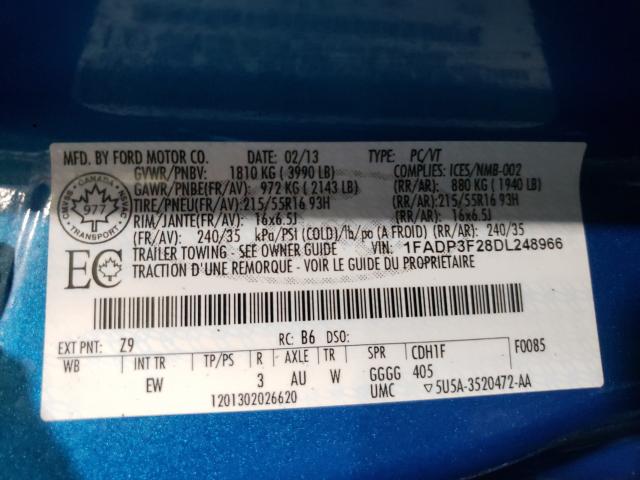 MFD. BY FORD MOTOR CO. DATE: 02/13 TYPE: PC/VT
GVWR/PNBV: 1810 KG ( 3990 LB) COMPLIES: ICES/NMB-002
GAWR/PNBE(FR/AV): 972 KG ( 2143 LB) (RR/AR): 880 KG ( 1940 LB)
TIRE/PNEU(FR/AV): 215/55R16 93H (RR/AR): 215/55R16 93H
RIM/JANTE(FR/AV): 16x6.5J (RR/AR): 16x6.5J
(FR/AV): 240/35 kPa/PSI (COLD)/lb/po (A FROID) (RR/AR): 240/35
TRAILER TOWING - SEE OWNER GUIDE VIN: 1FADP3F28DL248966
TRACTION D'UNE REMORQUE - VOIR LE GUIDE DU PROPRIÉTAIRE
CANADA
977
TRANSPORT
EC
EXT PNT: Z9 RC: B6 DSO:
WB INT TR TP/PS R AXLE TR SPR CDH1F F0085
EW 3 AU W GGGG 405
1201302026620 UMC ▽5U5A-3520472-AA